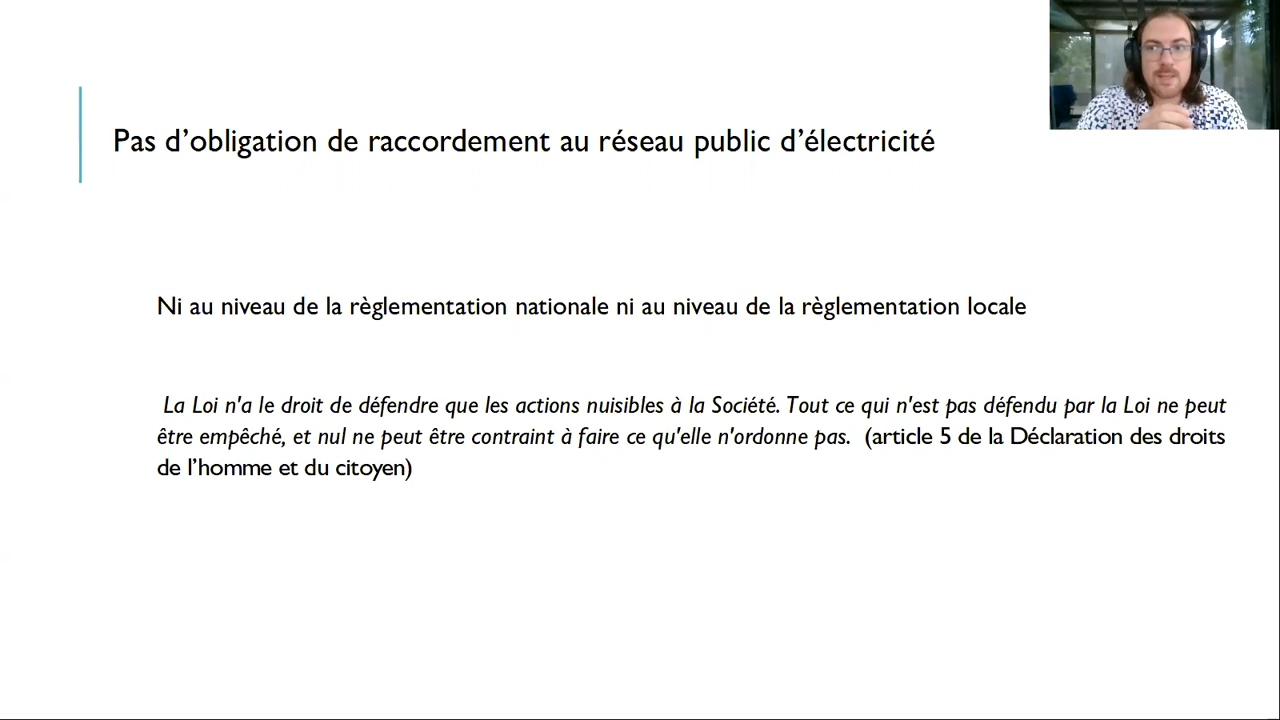 Pas d’obligation de raccordement au réseau public d’électricité
Ni au niveau de la règlementation nationale ni au niveau de la règlementation locale
La Loi n'a le droit de défendre que les actions nuisibles à la Société. Tout ce qui n'est pas défendu par la Loi ne peut
être empêché, et nul ne peut être contraint à faire ce qu'elle n'ordonne pas. (article 5 de la Déclaration des droits
de l’homme et du citoyen)